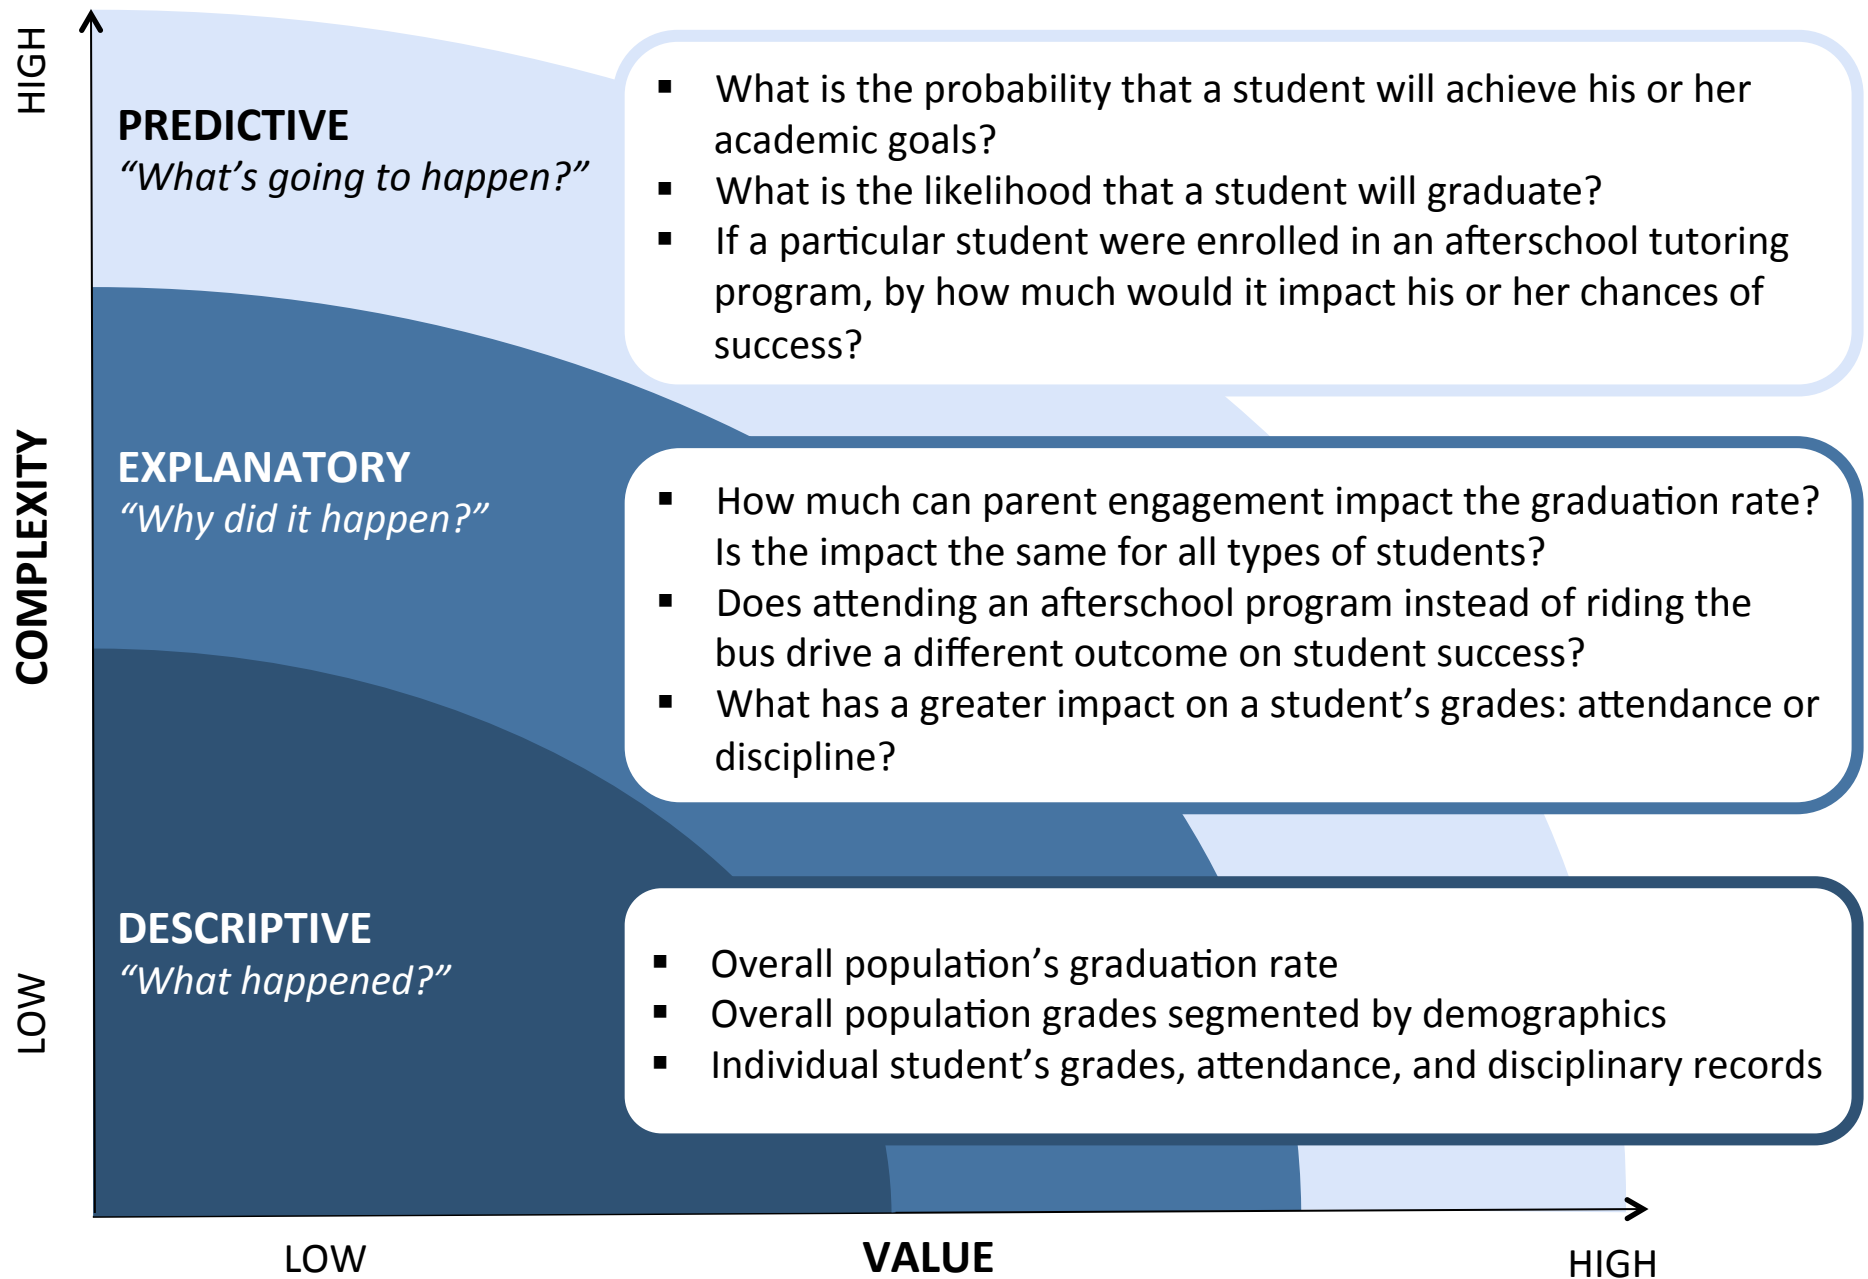 HIGH
PREDICTIVE
“What’s going to happen?”
▪ What is the probability that a student will achieve his or her
academic goals?
▪ What is the likelihood that a student will graduate?
▪ If a particular student were enrolled in an afterschool tutoring
program, by how much would it impact his or her chances of
success?
COMPLEXITY
EXPLANATORY
“Why did it happen?”
▪ How much can parent engagement impact the graduation rate?
Is the impact the same for all types of students?
▪ Does attending an afterschool program instead of riding the
bus drive a different outcome on student success?
▪ What has a greater impact on a student’s grades: attendance or
discipline?
DESCRIPTIVE
“What happened?”
▪ Overall population’s graduation rate
▪ Overall population grades segmented by demographics
▪ Individual student’s grades, attendance, and disciplinary records
LOW
LOW
VALUE
HIGH